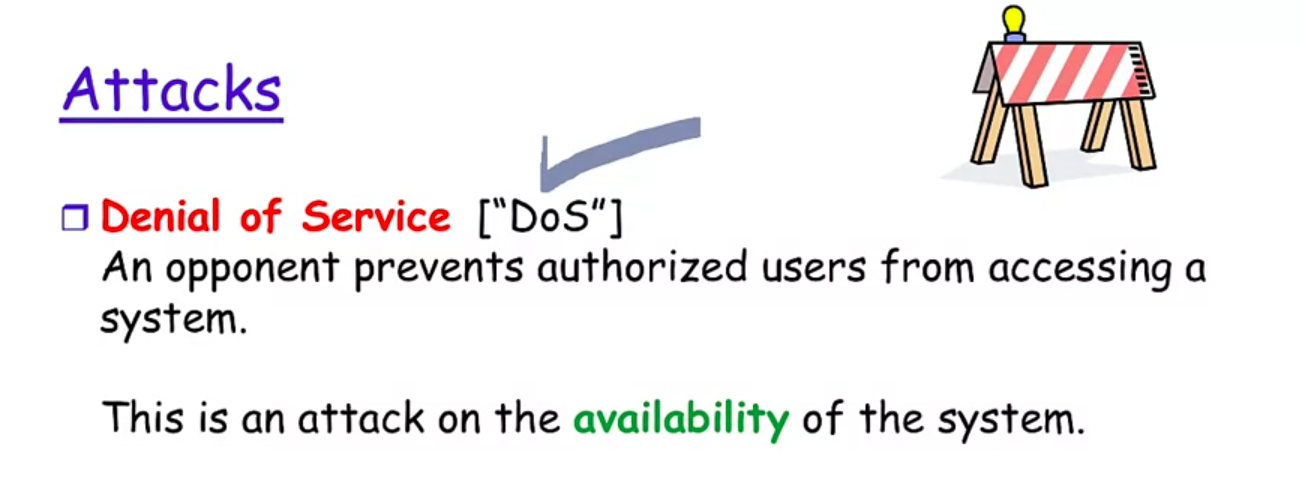 Attacks
Denial of Service ["DoS"]
An opponent prevents authorized users from accessing a
system.
This is an attack on the availability of the system.